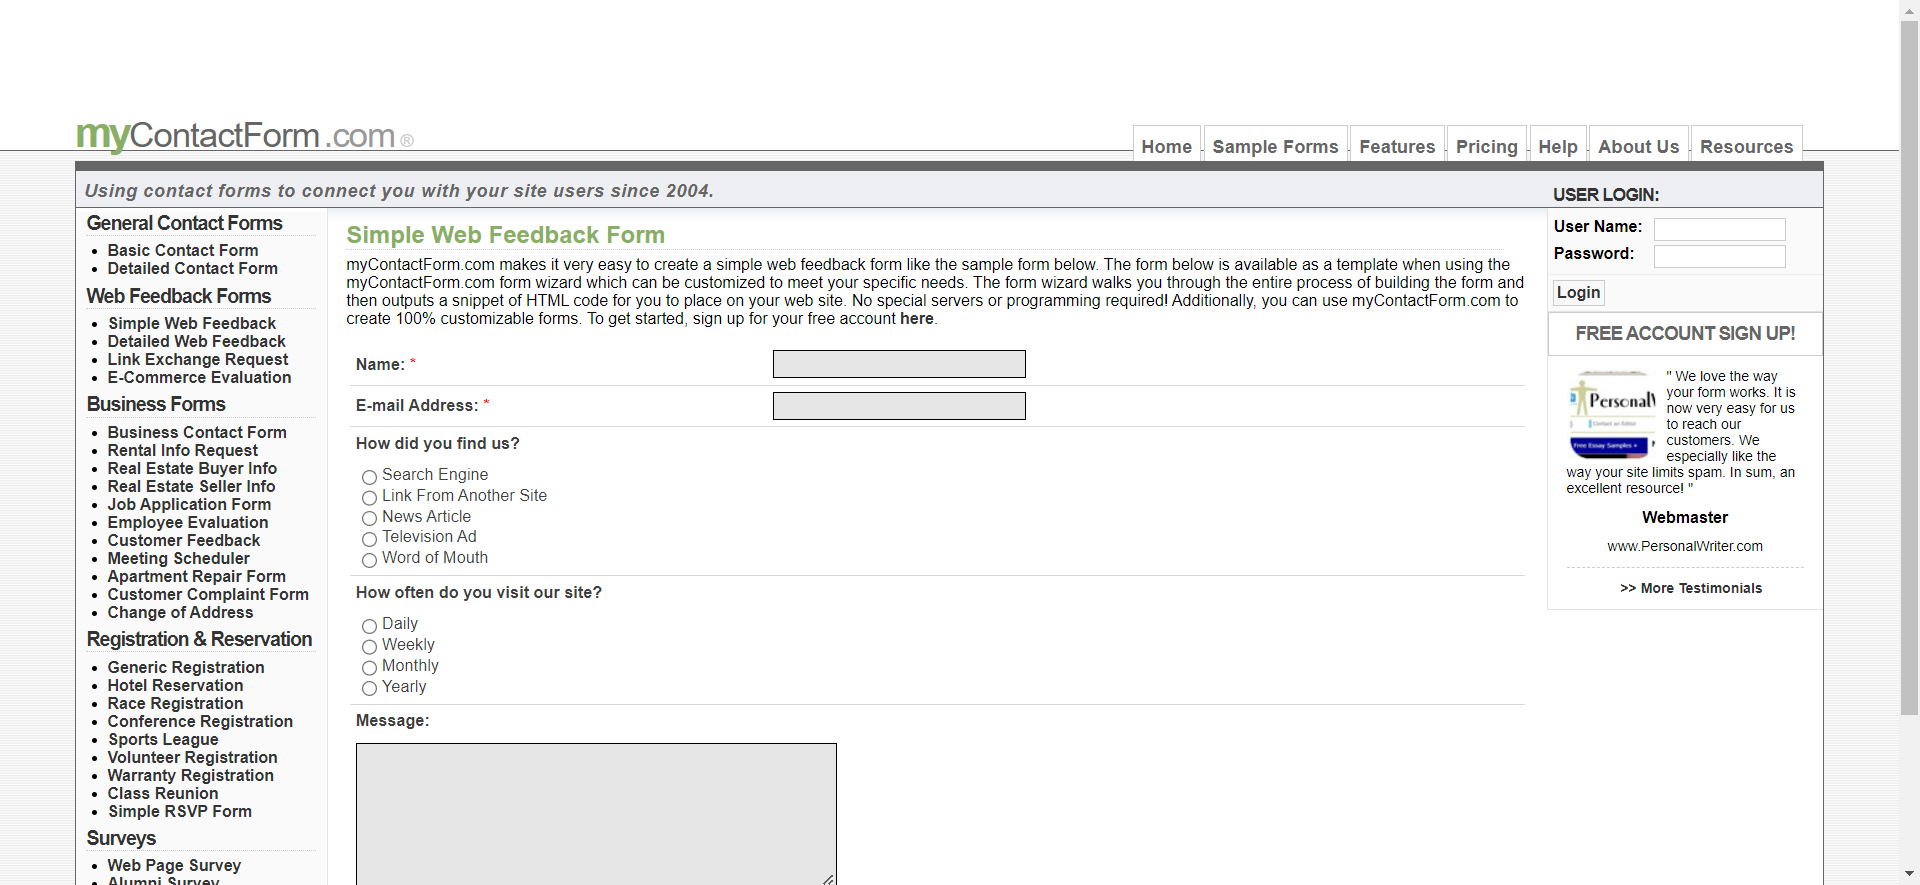 myContactForm.com®
Home
Sample Forms
Features
Pricing
Help
About Us
Resources
Using contact forms to connect you with your site users since 2004.
General Contact Forms
Basic Contact Form
Detailed Contact Form
Web Feedback Forms
Simple Web Feedback
Detailed Web Feedback
Link Exchange Request
E-Commerce Evaluation
Business Forms
Business Contact Form
Rental Info Request
Real Estate Buyer Info
Real Estate Seller Info
Job Application Form
Employee Evaluation
Customer Feedback
Meeting Scheduler
Apartment Repair Form
Customer Complaint Form
Change of Address
Registration & Reservation
Generic Registration
Hotel Reservation
Race Registration
Conference Registration
Sports League
Volunteer Registration
Warranty Registration
Class Reunion
Simple RSVP Form
Surveys
Web Page Survey
Alumni Survey
Simple Web Feedback Form
myContactForm.com makes it very easy to create a simple web feedback form like the sample form below. The form below is available as a template when using the
myContactForm.com form wizard which can be customized to meet your specific needs. The form wizard walks you through the entire process of building the form and
then outputs a snippet of HTML code for you to place on your web site. No special servers or programming required! Additionally, you can use myContactForm.com to
create 100% customizable forms. To get started, sign up for your free account here.
Name: *
E-mail Address: *
How did you find us?
Search Engine
Link From Another Site
News Article
Television Ad
Word of Mouth
How often do you visit our site?
Daily
Weekly
Monthly
Yearly
Message:
USER LOGIN:
User Name:
Password:
Login
FREE ACCOUNT SIGN UP!
PersonalW
Contact an Editor
Free Essay Samples »
" We love the way
your form works. It is
now very easy for us
to reach our
customers. We
especially like the
way your site limits spam. In sum, an
excellent resource! "
Webmaster
www.PersonalWriter.com
>> More Testimonials